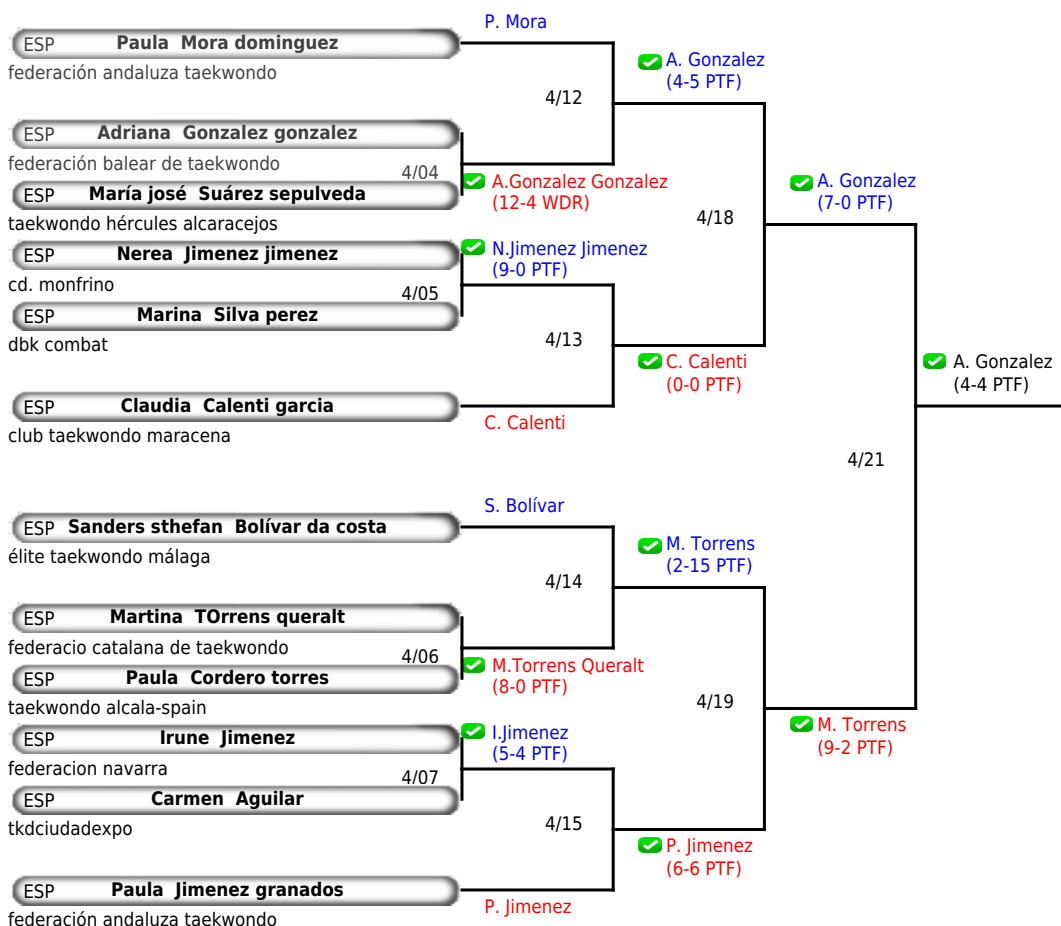 P. Mora
ESP Paula Mora dominguez
federación andaluza taekwondo
A. Gonzalez
(4-5 PTF)
4/12
ESP Adriana Gonzalez gonzalez
federación balear de taekwondo
4/04
A.Gonzalez Gonzalez
(12-4 WDR)
ESP María josé Suárez sepulveda
taekwondo hércules alcaracejos
A. Gonzalez
(7-0 PTF)
4/18
ESP Nerea Jimenez jimenez
cd. monfrino
N.Jimenez Jimenez
(9-0 PTF)
4/05
ESP Marina Silva perez
dbk combat
4/13
C. Calenti
(0-0 PTF)
A. Gonzalez
(4-4 PTF)
ESP Claudia Calenti garcia
club taekwondo maracena
C. Calenti
4/21
S. Bolívar
ESP Sanders sthefan Bolívar da costa
élite taekwondo málaga
M. Torrens
(2-15 PTF)
4/14
ESP Martina TOrrens queralt
federacio catalana de taekwondo
4/06
M.Torrens Queralt
(8-0 PTF)
ESP Paula Cordero torres
taekwondo alcala-spain
4/19
M. Torrens
(9-2 PTF)
ESP Irune Jimenez
federacion navarra
I.Jimenez
(5-4 PTF)
4/07
ESP Carmen Aguilar
tkdciudadexpo
4/15
P. Jimenez
(6-6 PTF)
ESP Paula Jimenez granados
federación andaluza taekwondo
P. Jimenez